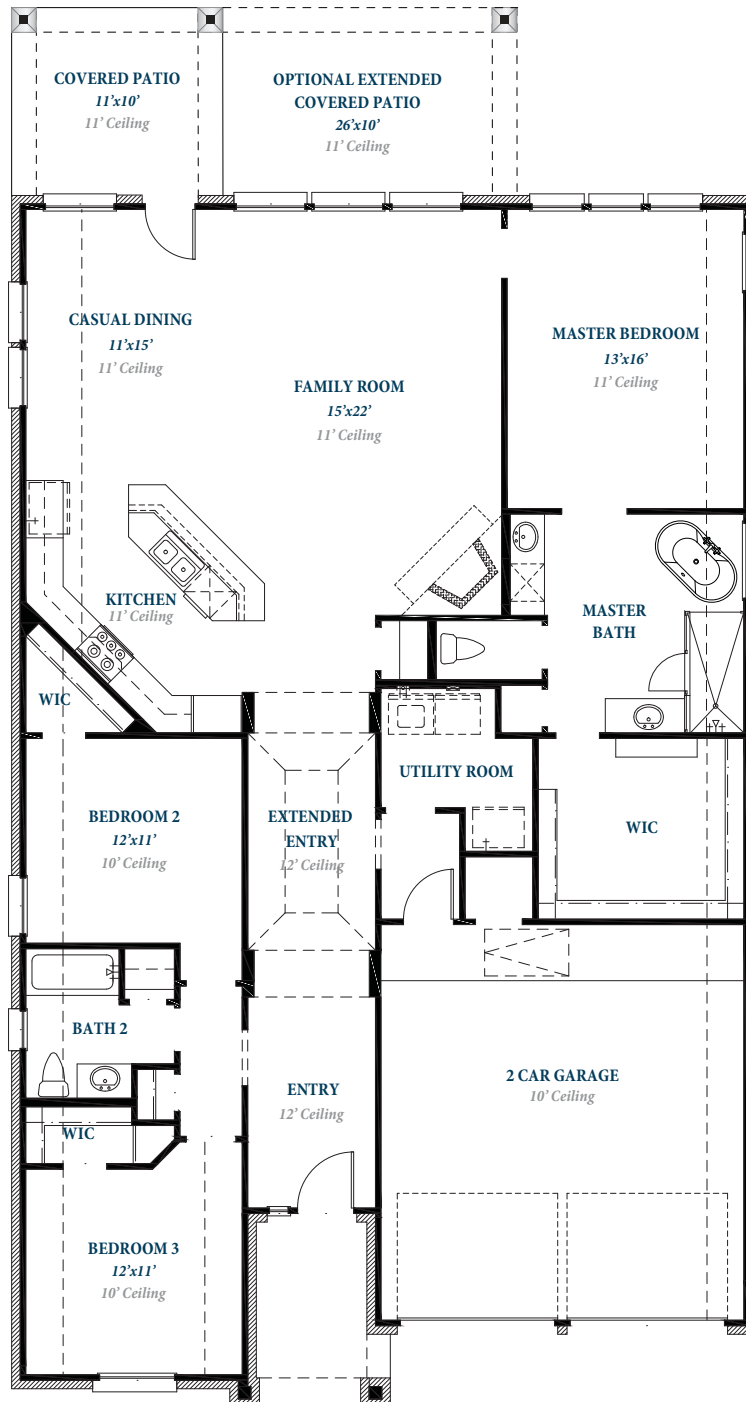 COVERED PATIO
11’x10’
11’ Ceiling
OPTIONAL EXTENDED
COVERED PATIO
26’x10’
11’ Ceiling
CASUAL DINING
11’x15’
11’ Ceiling
FAMILY ROOM
15’x22’
11’ Ceiling
MASTER BEDROOM
13’x16’
11’ Ceiling
KITCHEN
11’ Ceiling
MASTER
BATH
WIC
UTILITY ROOM
BEDROOM 2
12’x11’
10’ Ceiling
EXTENDED
ENTRY
12’ Ceiling
WIC
BATH 2
ENTRY
12’ Ceiling
2 CAR GARAGE
10’ Ceiling
WIC
BEDROOM 3
12’x11’
10’ Ceiling